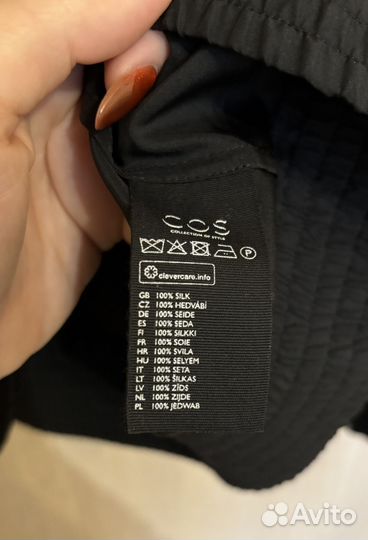 COS
COLLECTION OF STYLE
P
clevercare.info
GB 100% SILK
CZ 100% HEDVÁBÍ
DE 100% SEIDE
ES 100% SEDA
FI 100% SILKKI
FR 100% SOIE
HR 100% SVILA
HU 100% SELYEM
IT 100% SETA
LT 100% ŠILKAS
LV 100% ZĪDS
NL 100% ZIJDE
PL 100% JEDWAB
Avito